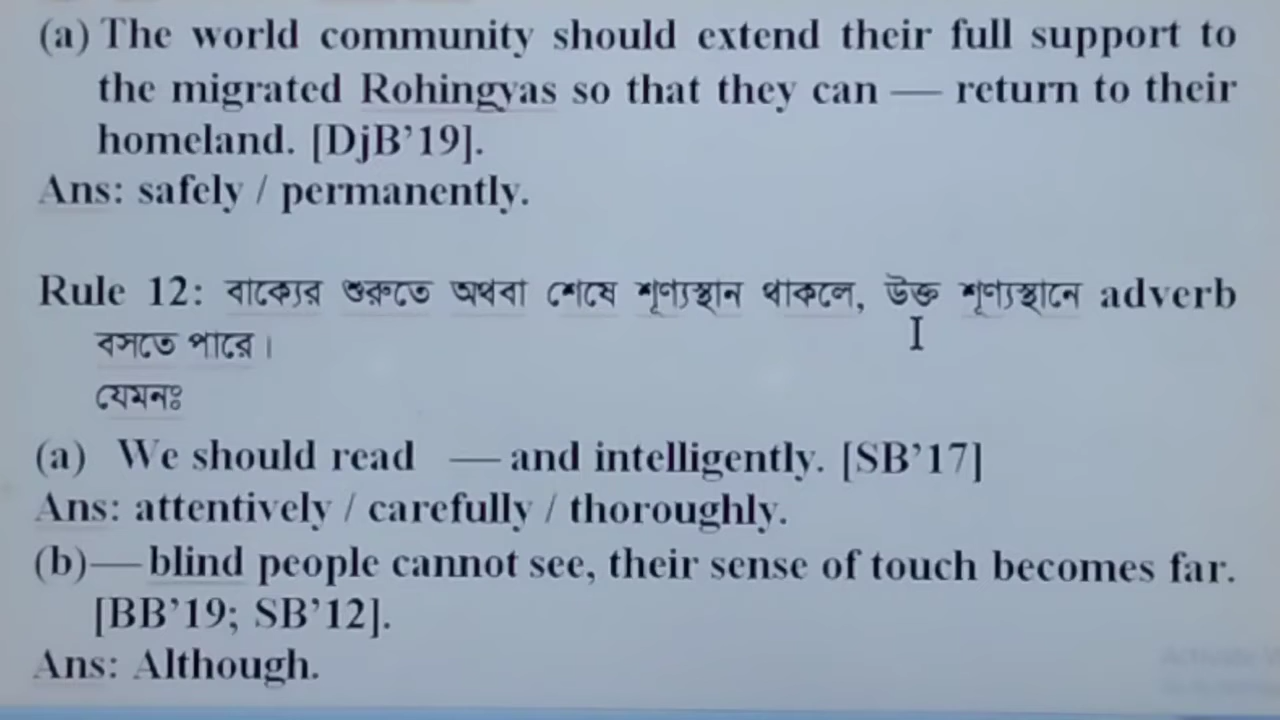 (a) The world community should extend their full support to
the migrated Rohingyas so that they can — return to their
homeland. [DjB’19].
Ans: safely / permanently.
Rule 12: বাক্যের শুরুতে অথবা শেষে শূণ্যস্থান থাকলে, উক্ত শূণ্যস্থানে adverb
বসতে পারে।
যেমনঃ
(a) We should read — and intelligently. [SB’17]
Ans: attentively / carefully / thoroughly.
(b)— blind people cannot see, their sense of touch becomes far.
[BB’19; SB’12].
Ans: Although.